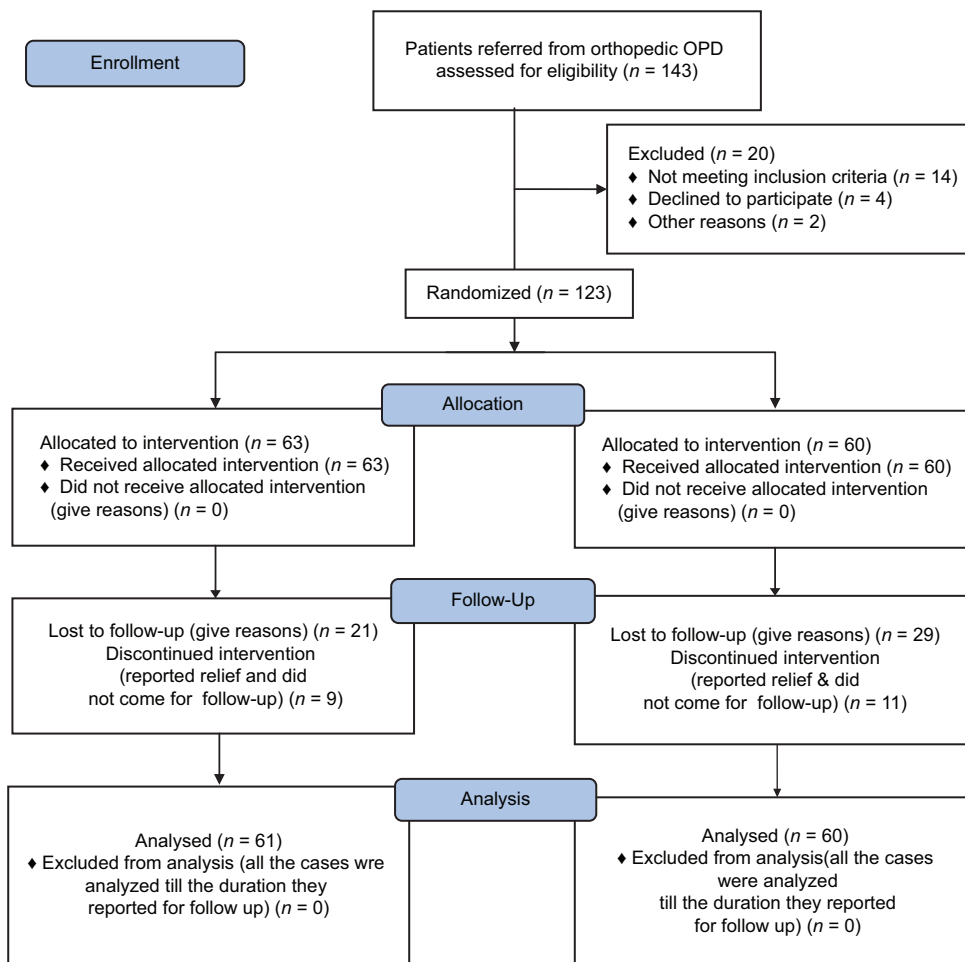 Enrollment
Patients referred from orthopedic OPD
assessed for eligibility (n = 143)
Excluded (n = 20)
♦ Not meeting inclusion criteria (n = 14)
♦ Declined to participate (n = 4)
♦ Other reasons (n = 2)
Randomized (n = 123)
Allocation
Allocated to intervention (n = 63)
♦ Received allocated intervention (n = 63)
♦ Did not receive allocated intervention
(give reasons) (n = 0)
Allocated to intervention (n = 60)
♦ Received allocated intervention (n = 60)
♦ Did not receive allocated intervention
(give reasons) (n = 0)
Follow-Up
Lost to follow-up (give reasons) (n = 21)
Discontinued intervention
(reported relief and did
not come for follow-up) (n = 9)
Lost to follow-up (give reasons) (n = 29)
Discontinued intervention
(reported relief & did
not come for follow-up) (n = 11)
Analysis
Analysed (n = 61)
♦ Excluded from analysis (all the cases wre
analyzed till the duration they
reported for follow up) (n = 0)
Analysed (n = 60)
♦ Excluded from analysis(all the cases
were analyzed
till the duration they reported
for follow up) (n = 0)